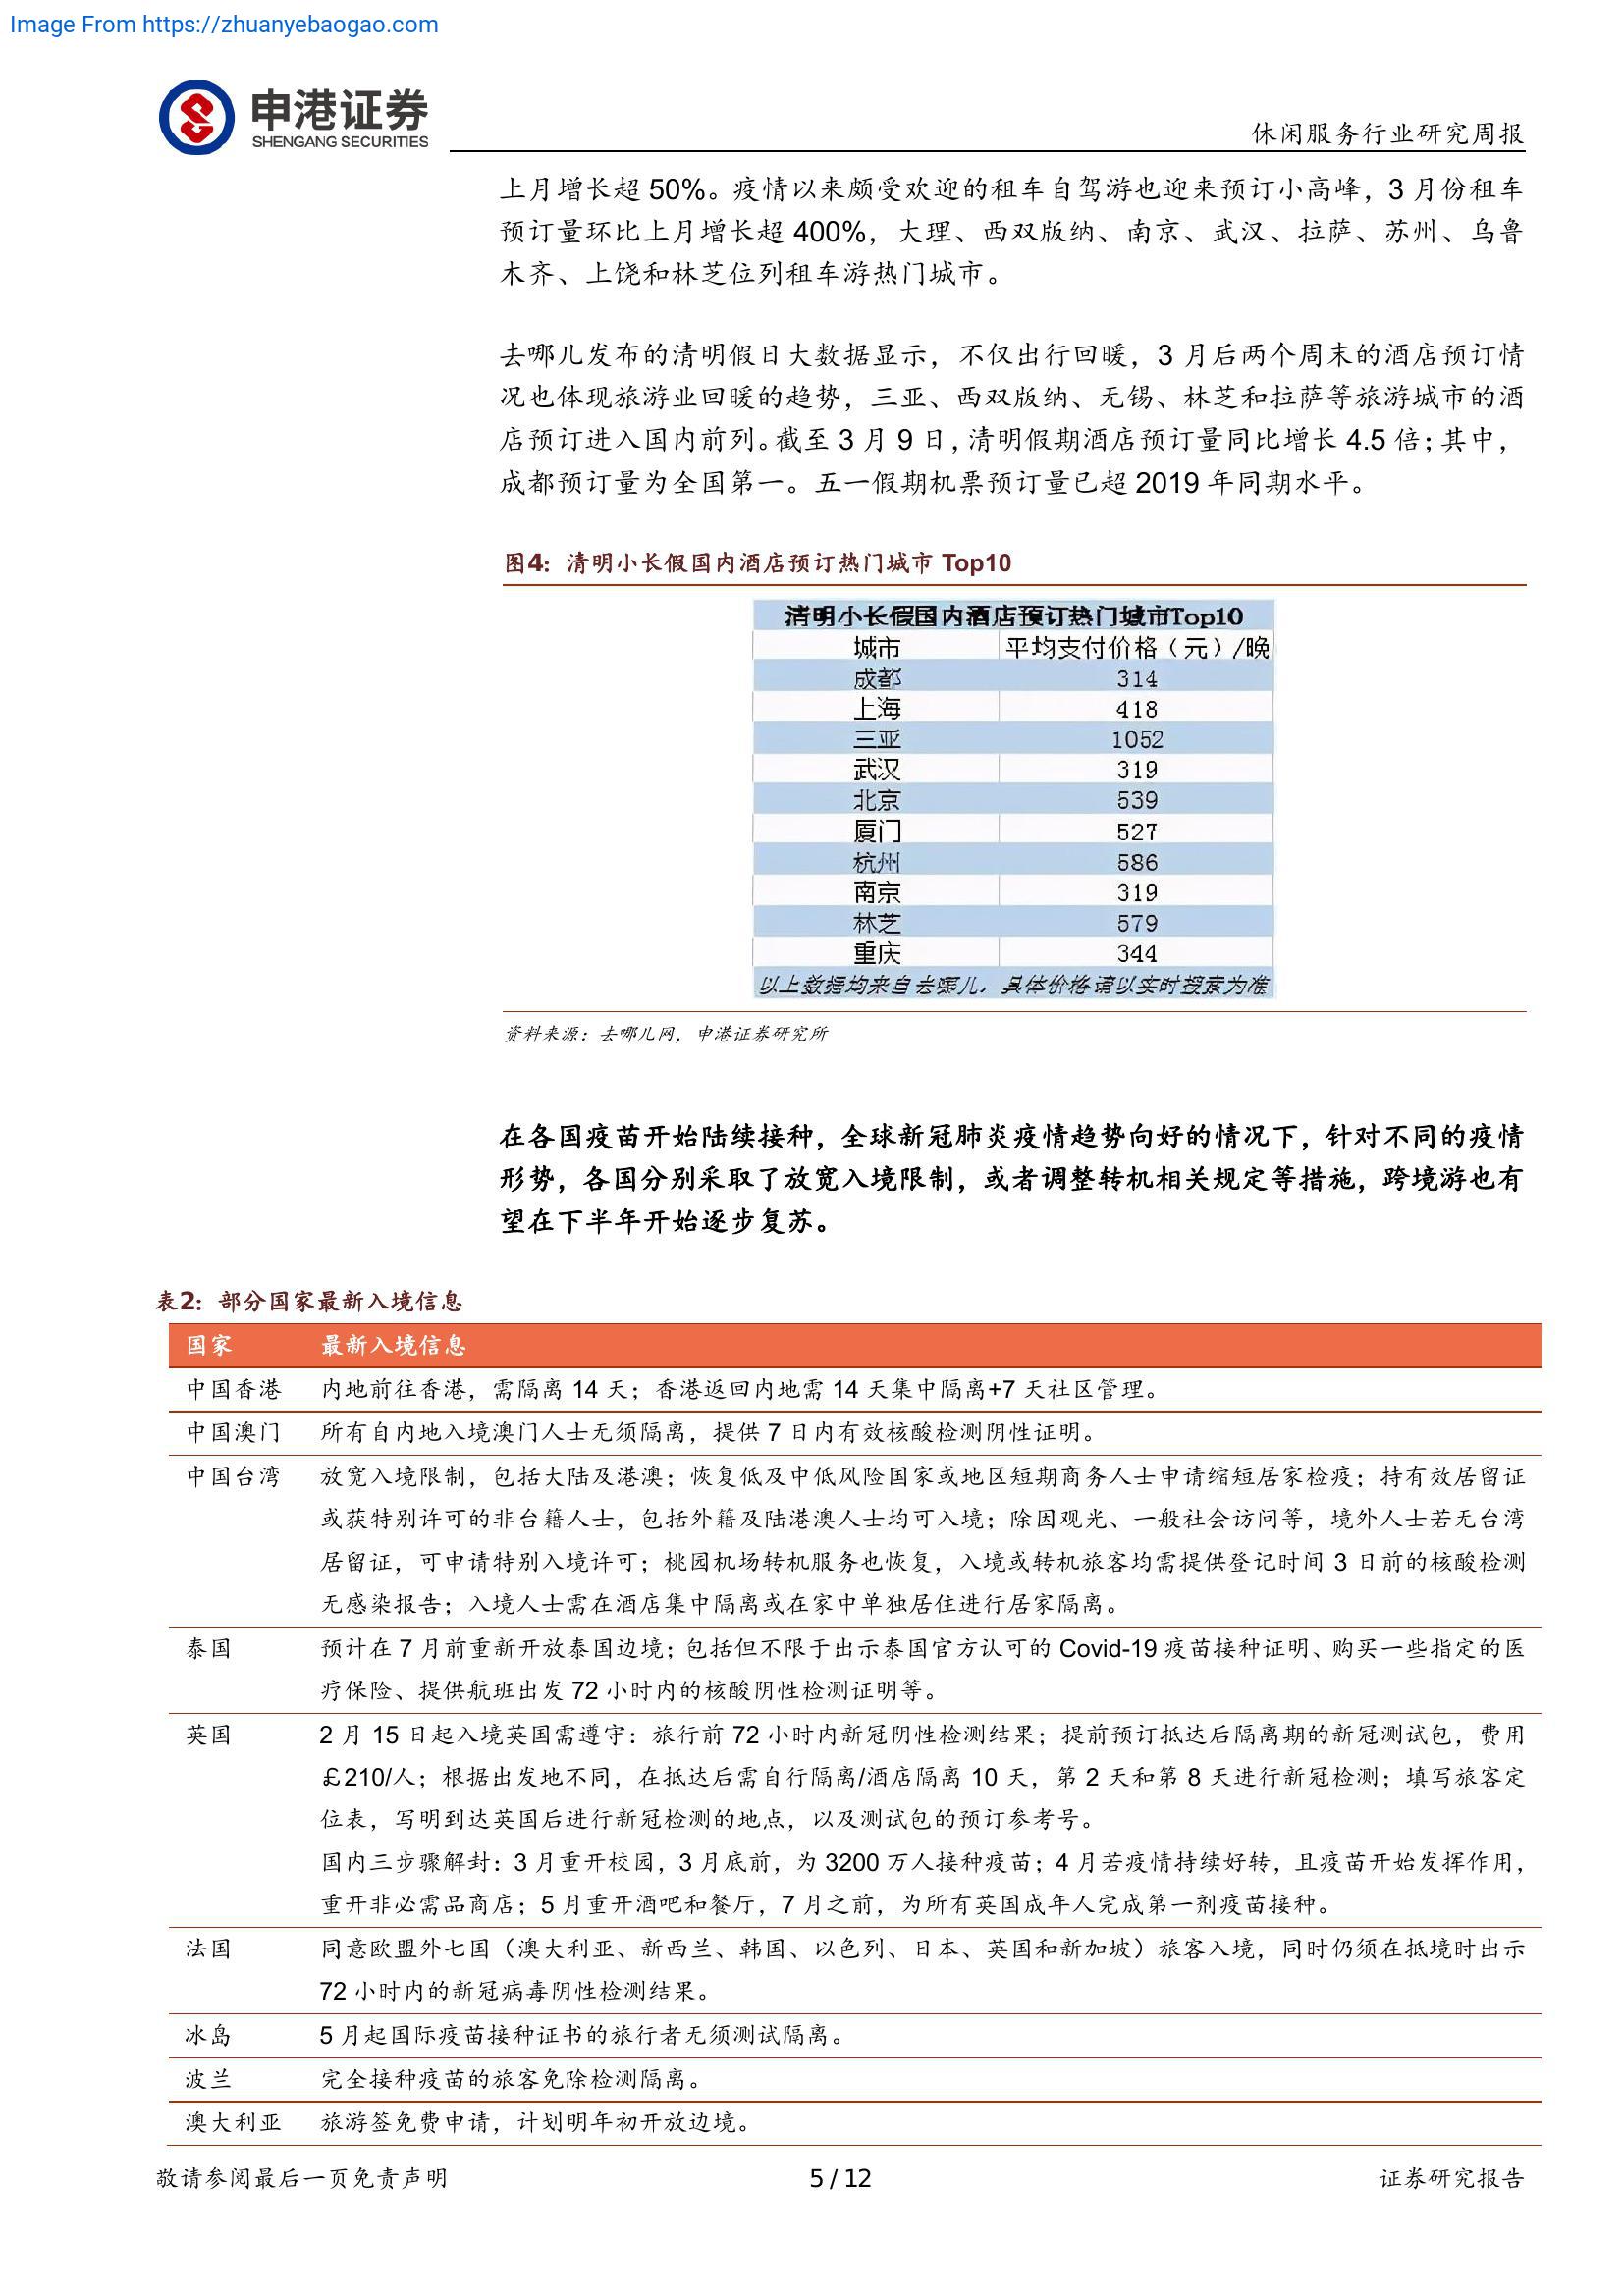 Image From https://zhuanyebaogao.com
申港证券
SHENGANG SECURITIES
休闲服务行业研究周报
上月增长超 50%。疫情以来颇受欢迎的租车自驾游也迎来预订小高峰，3 月份租车
预订量环比上月增长超 400%，大理、西双版纳、南京、武汉、拉萨、苏州、乌鲁
木齐、上饶和林芝位列租车游热门城市。
去哪儿发布的清明假日大数据显示，不仅出行回暖，3 月后两个周末的酒店预订情
况也体现旅游业回暖的趋势，三亚、西双版纳、无锡、林芝和拉萨等旅游城市的酒
店预订进入国内前列。截至 3 月 9 日，清明假期酒店预订量同比增长 4.5 倍；其中，
成都预订量为全国第一。五一假期机票预订量已超 2019 年同期水平。
图4：清明小长假国内酒店预订热门城市 Top10
清明小长假国内酒店预订热门城市Top10
城市 平均支付价格（元）/晚
成都 314
上海 418
三亚 1052
武汉 319
北京 539
厦门 527
杭州 586
南京 319
林芝 579
重庆 344
以上数据均来自去哪儿，具体价格请以实时搜索为准
资料来源：去哪儿网，申港证券研究所
在各国疫苗开始陆续接种，全球新冠肺炎疫情趋势向好的情况下，针对不同的疫情
形势，各国分别采取了放宽入境限制，或者调整转机相关规定等措施，跨境游也有
望在下半年开始逐步复苏。
表2：部分国家最新入境信息
国家 最新入境信息
中国香港 内地前往香港，需隔离 14 天；香港返回内地需 14 天集中隔离+7 天社区管理。
中国澳门 所有自内地入境澳门人士无须隔离，提供 7 日内有效核酸检测阴性证明。
中国台湾 放宽入境限制，包括大陆及港澳；恢复低及中低风险国家或地区短期商务人士申请缩短居家检疫；持有效居留证
或获特别许可的非台籍人士，包括外籍及陆港澳人士均可入境；除因观光、一般社会访问等，境外人士若无台湾
居留证，可申请特别入境许可；桃园机场转机服务也恢复，入境或转机旅客均需提供登记时间 3 日前的核酸检测
无感染报告；入境人士需在酒店集中隔离或在家中单独居住进行居家隔离。
泰国 预计在 7 月前重新开放泰国边境；包括但不限于出示泰国官方认可的 Covid-19 疫苗接种证明、购买一些指定的医
疗保险、提供航班出发 72 小时内的核酸阴性检测证明等。
英国 2 月 15 日起入境英国需遵守：旅行前 72 小时内新冠阴性检测结果；提前预订抵达后隔离期的新冠测试包，费用
￡210/人；根据出发地不同，在抵达后需自行隔离/酒店隔离 10 天，第 2 天和第 8 天进行新冠检测；填写旅客定
位表，写明到达英国后进行新冠检测的地点，以及测试包的预订参考号。
国内三步骤解封：3 月重开校园，3 月底前，为 3200 万人接种疫苗；4 月若疫情持续好转，且疫苗开始发挥作用，
重开非必需品商店；5 月重开酒吧和餐厅，7 月之前，为所有英国成年人完成第一剂疫苗接种。
法国 同意欧盟外七国（澳大利亚、新西兰、韩国、以色列、日本、英国和新加坡）旅客入境，同时仍须在抵境时出示
72 小时内的新冠病毒阴性检测结果。
冰岛 5 月起国际疫苗接种证书的旅行者无须测试隔离。
波兰 完全接种疫苗的旅客免除检测隔离。
澳大利亚 旅游签免费申请，计划明年初开放边境。
敬请参阅最后一页免责声明 5 / 12 证券研究报告